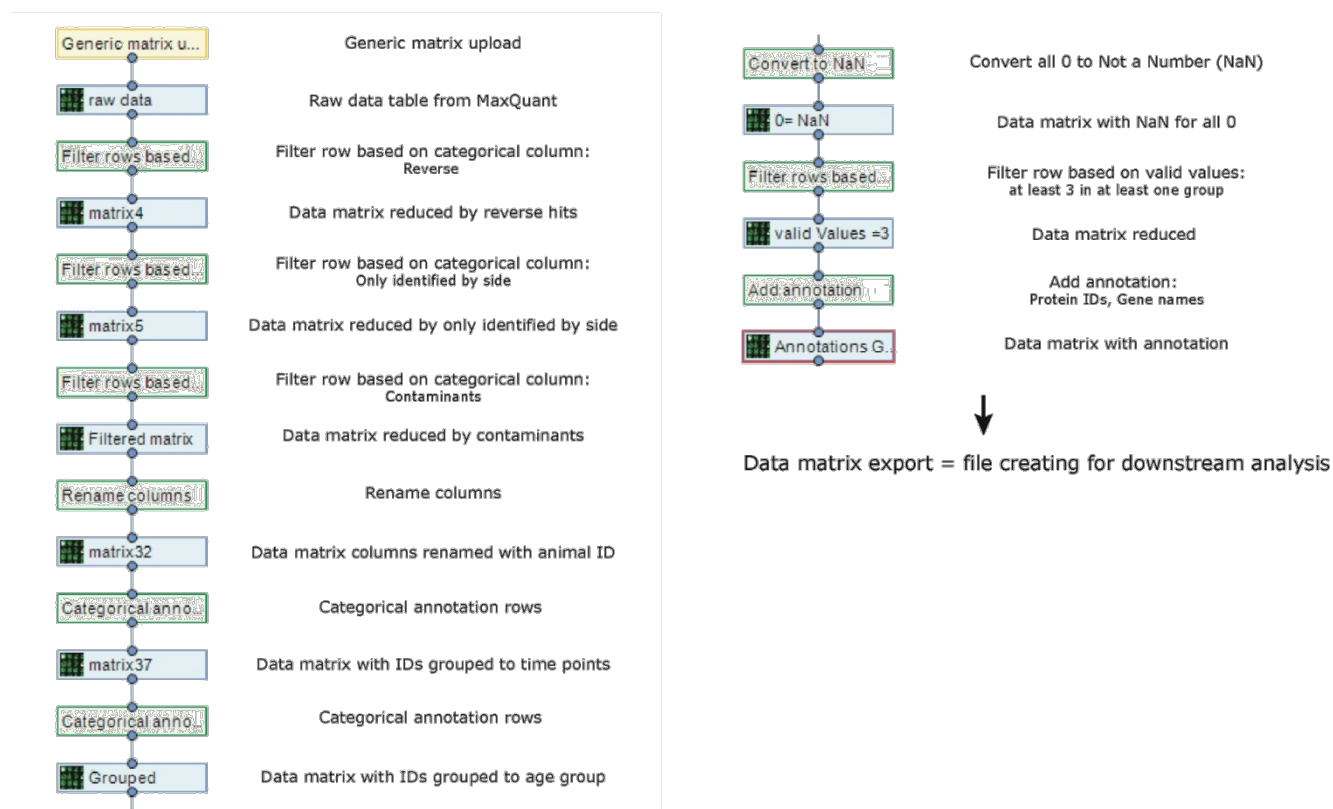 Generic matrix u...
Generic matrix upload
raw data
Raw data table from MaxQuant
Filter rows based...
Filter row based on categorical column:
Reverse
matrix4
Data matrix reduced by reverse hits
Filter rows based...
Filter row based on categorical column:
Only identified by side
matrix5
Data matrix reduced by only identified by side
Filter rows based...
Filter row based on categorical column:
Contaminants
Filtered matrix
Data matrix reduced by contaminants
Rename columns
Rename columns
matrix32
Data matrix columns renamed with animal ID
Categorical anno...
Categorical annotation rows
matrix37
Data matrix with IDs grouped to time points
Categorical anno...
Categorical annotation rows
Grouped
Data matrix with IDs grouped to age group
Convert to NaN
Convert all 0 to Not a Number (NaN)
0= NaN
Data matrix with NaN for all 0
Filter rows based...
Filter row based on valid values:
at least 3 in at least one group
valid Values =3
Data matrix reduced
Add annotation
Add annotation:
Protein IDs, Gene names
Annotations G...
Data matrix with annotation
Data matrix export = file creating for downstream analysis